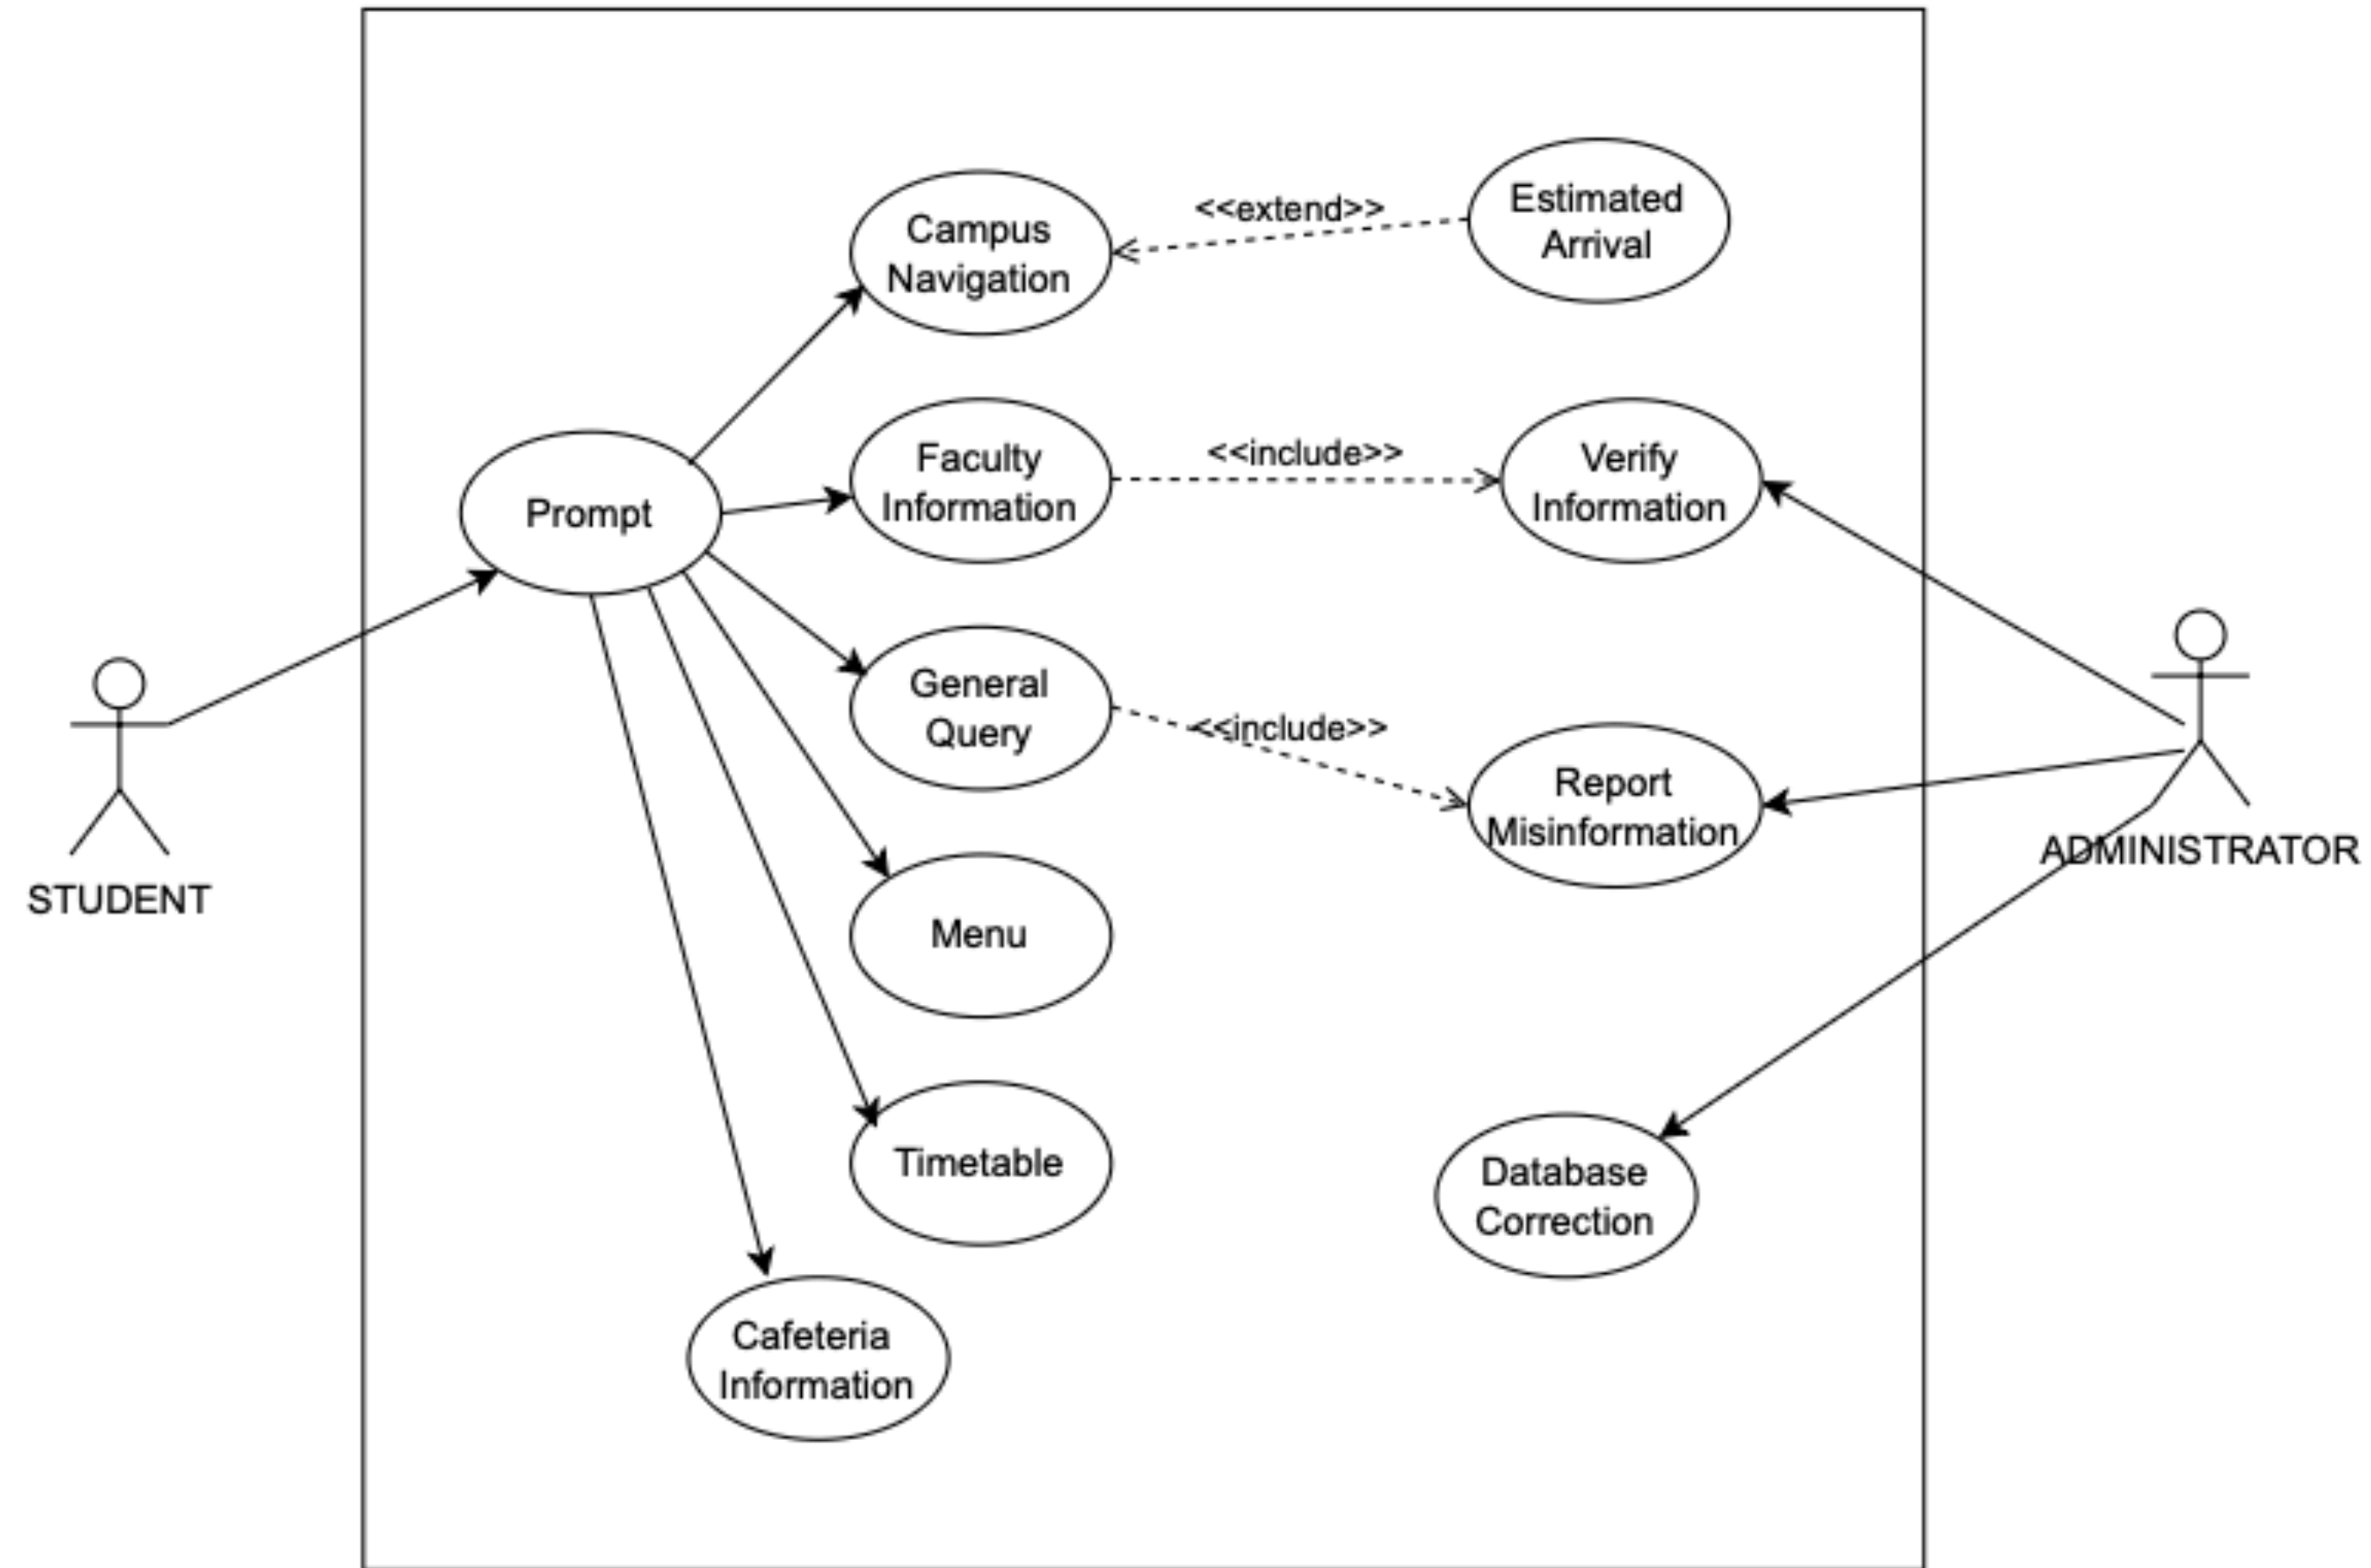 Estimated
Arrival
<<extend>>
Campus
Navigation
<<include>>
Faculty
Information
Verify
Information
Prompt
General
Query
<<include>>
Report
Misinformation
STUDENT
ADMINISTRATOR
Menu
Timetable
Database
Correction
Cafeteria
Information